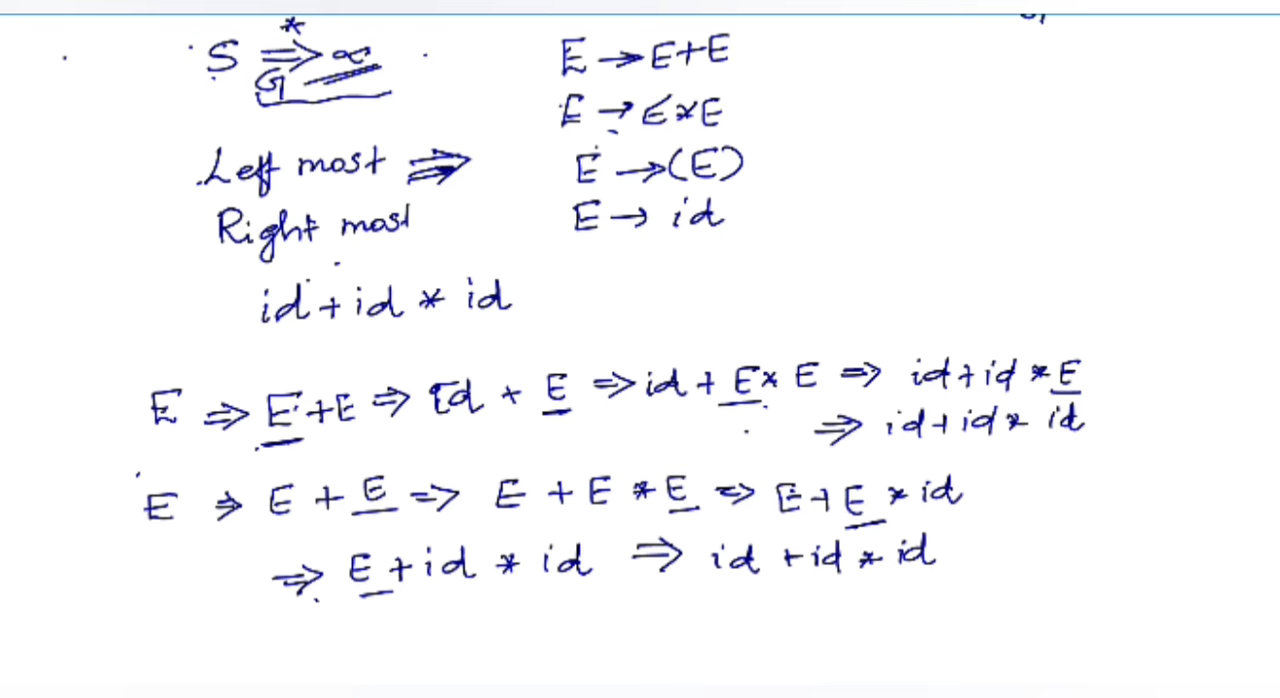 S *⇒G α
E → E+E
E → E*E
Left most ⇒
E → (E)
Right most
E → id
id + id * id
E ⇒ E+E ⇒ Id + E ⇒ id + E * E ⇒ id + id * E
⇒ id + id * id
E ⇒ E + E ⇒ E + E * E ⇒ E + E * id
⇒ E + id * id ⇒ id + id * id